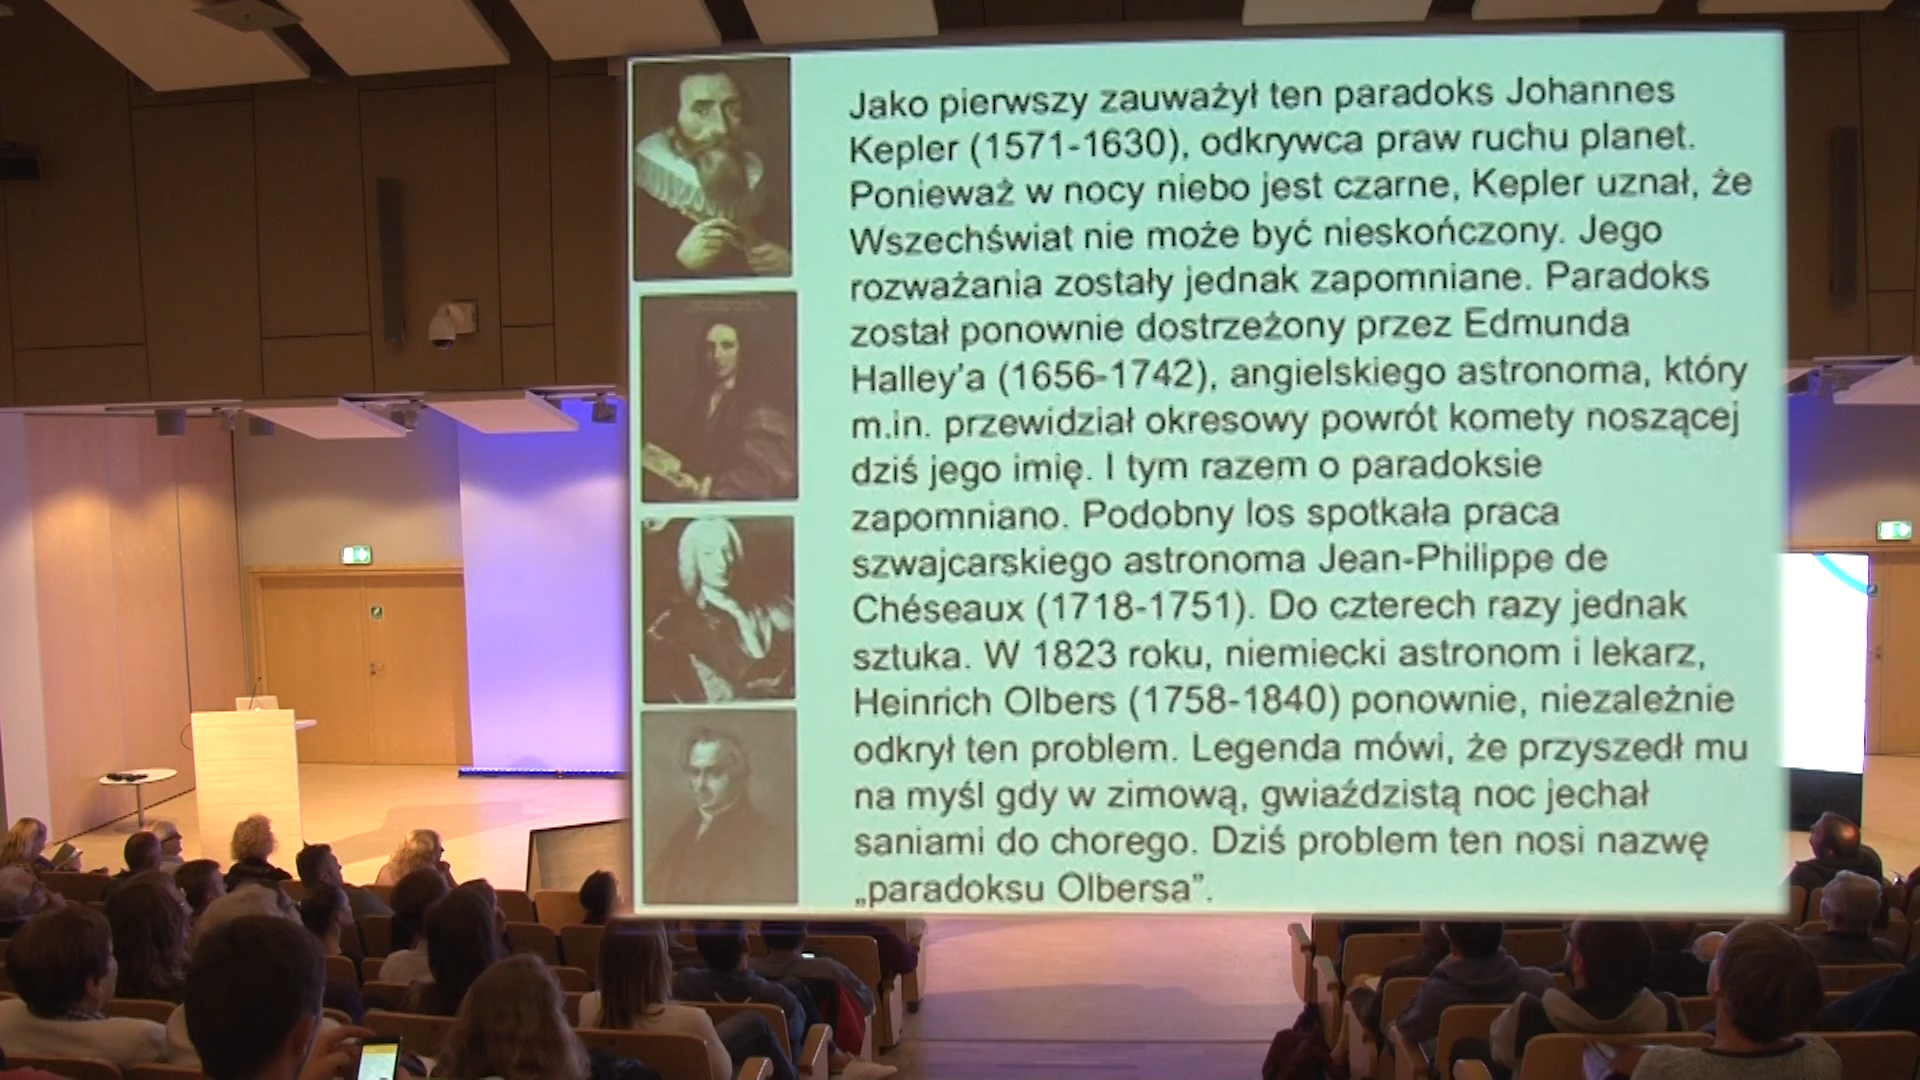 Jako pierwszy zauważył ten paradoks Johannes
Kepler (1571-1630), odkrywca praw ruchu planet.
Ponieważ w nocy niebo jest czarne, Kepler uznał, że
Wszechświat nie może być nieskończony. Jego
rozważania zostały jednak zapomniane. Paradoks
został ponownie dostrzeżony przez Edmunda
Halley'a (1656-1742), angielskiego astronoma, który
m.in. przewidział okresowy powrót komety noszącej
dziś jego imię. I tym razem o paradoksie
zapomniano. Podobny los spotkała praca
szwajcarskiego astronoma Jean-Philippe de
Chéseaux (1718-1751). Do czterech razy jednak
sztuka. W 1823 roku, niemiecki astronom i lekarz,
Heinrich Olbers (1758-1840) ponownie, niezależnie
odkrył ten problem. Legenda mówi, że przyszedł mu
na myśl gdy w zimową, gwiaździstą noc jechał
saniami do chorego. Dziś problem ten nosi nazwę
„paradoksu Olbersa”.